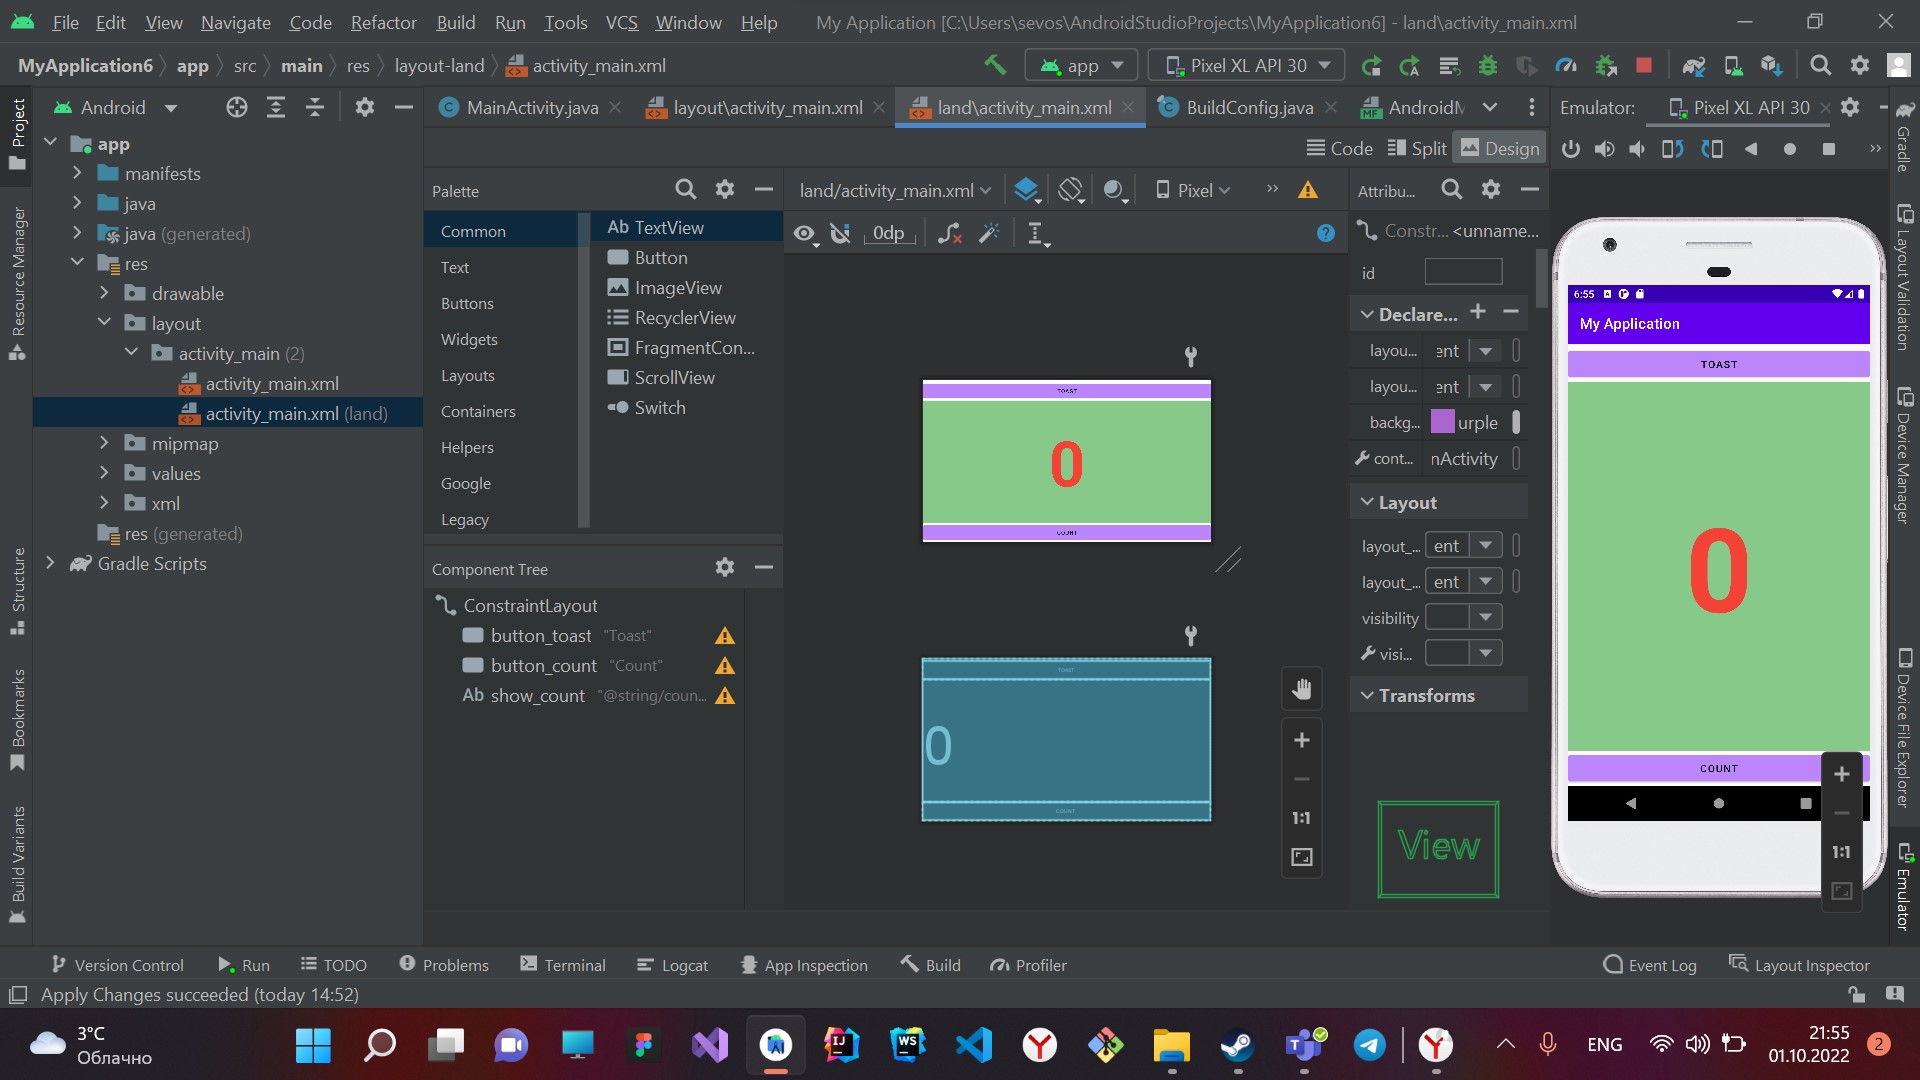 File Edit View Navigate Code Refactor Build Run Tools VCS Window Help My Application [C:\Users\sevos\AndroidStudioProjects\MyApplication6] - land\activity_main.xml
MyApplication6 app src main res layout-land activity_main.xml app Pixel XL API 30
Project
Resource Manager
Structure
Bookmarks
Build Variants
Android
app
manifests
java
java (generated)
res
drawable
layout
activity_main (2)
activity_main.xml
activity_main.xml (land)
mipmap
values
xml
res (generated)
Gradle Scripts
MainActivity.java layout\activity_main.xml land\activity_main.xml BuildConfig.java AndroidM
Code Split Design
Palette
Common
Text
Buttons
Widgets
Layouts
Containers
Helpers
Google
Legacy
Ab TextView
Button
ImageView
RecyclerView
FragmentCon...
ScrollView
Switch
Component Tree
ConstraintLayout
button_toast "Toast"
button_count "Count"
Ab show_count "@string/coun...
land/activity_main.xml Pixel
0dp
TOAST
0
COUNT
TOAST
0
COUNT
1:1
Attribu...
Constr... <unname...
id
Declare...
layou... ent
layou... ent
backg... urple
cont... nActivity
Layout
layout_... ent
layout_... ent
visibility
visi...
Transforms
View
Emulator: Pixel XL API 30
6:55
My Application
TOAST
0
COUNT
1:1
Gradle
Layout Validation
Device Manager
Device File Explorer
Emulator
Version Control Run TODO Problems Terminal Logcat App Inspection Build Profiler Event Log Layout Inspector
Apply Changes succeeded (today 14:52)
3°C
Облачно
ENG
21:55
01.10.2022
2